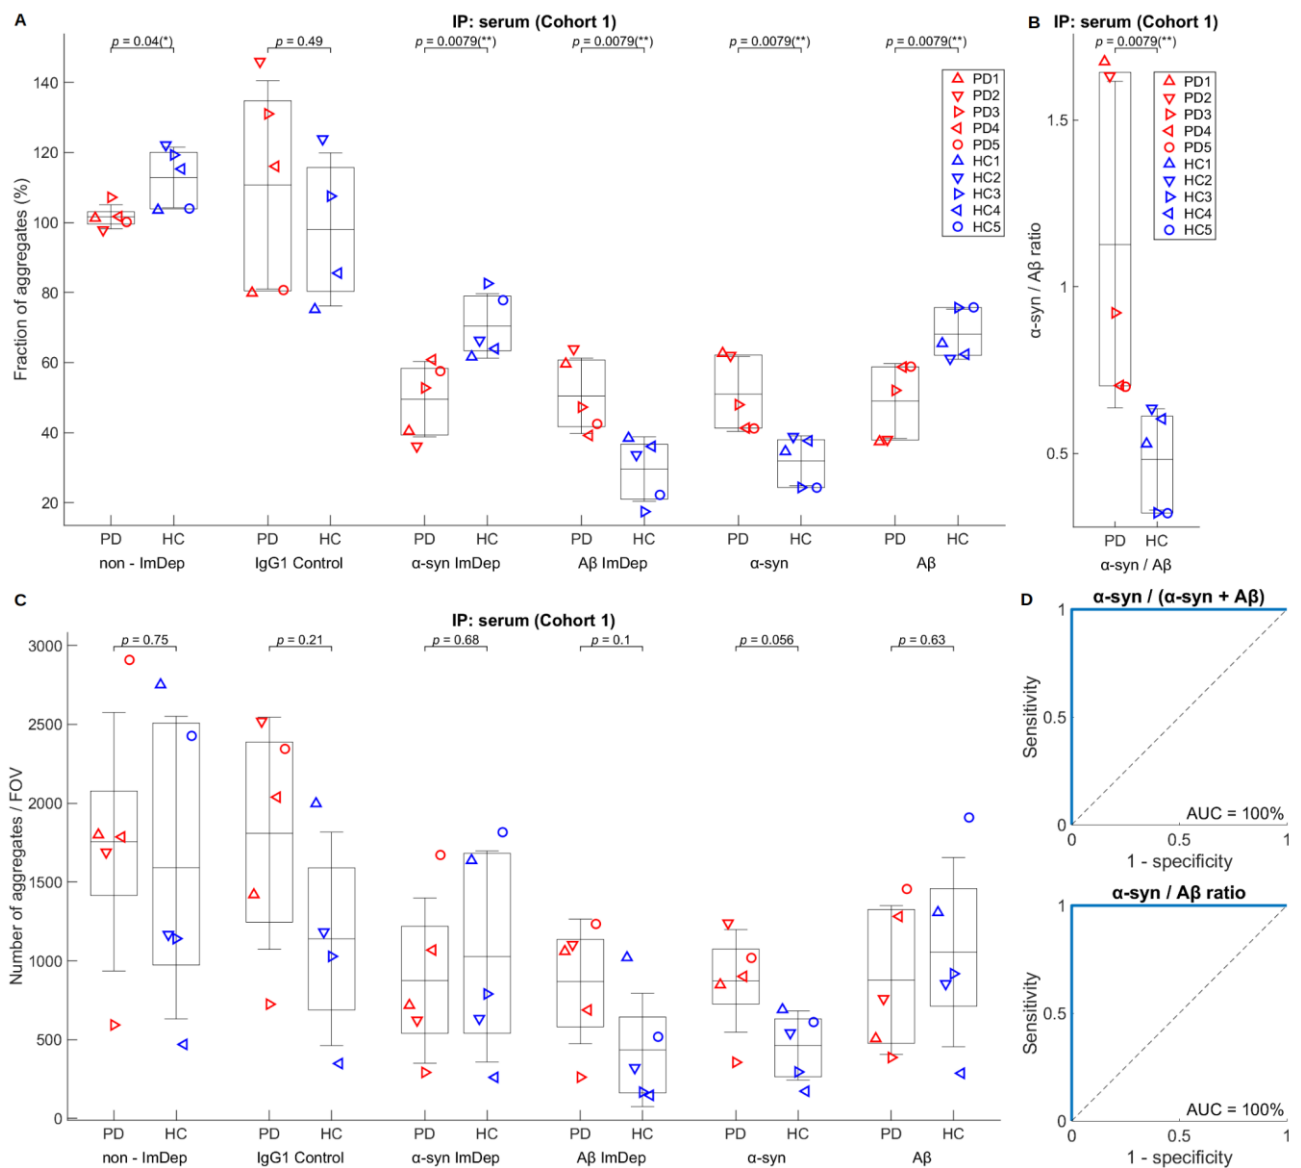 A
IP: serum (Cohort 1)
p = 0.04(*)
p = 0.49
p = 0.0079(**)
p = 0.0079(**)
p = 0.0079(**)
p = 0.0079(**)
Fraction of aggregates (%)
140
120
100
80
60
40
20
PD1
PD2
PD3
PD4
PD5
HC1
HC2
HC3
HC4
HC5
PD HC PD HC PD HC PD HC PD HC PD HC
non - ImDep IgG1 Control α-syn ImDep Aβ ImDep α-syn Aβ
B IP: serum (Cohort 1)
p = 0.0079(**)
α-syn / Aβ ratio
1.5
1
0.5
PD1
PD2
PD3
PD4
PD5
HC1
HC2
HC3
HC4
HC5
PD HC
α-syn / Aβ
C
IP: serum (Cohort 1)
p = 0.75
p = 0.21
p = 0.68
p = 0.1
p = 0.056
p = 0.63
Number of aggregates / FOV
3000
2500
2000
1500
1000
500
0
PD HC PD HC PD HC PD HC PD HC PD HC
non - ImDep IgG1 Control α-syn ImDep Aβ ImDep α-syn Aβ
D
α-syn / (α-syn + Aβ)
Sensitivity
1
0.5
0
AUC = 100%
0 0.5 1
1 - specificity
α-syn / Aβ ratio
Sensitivity
1
0.5
0
AUC = 100%
0 0.5 1
1 - specificity